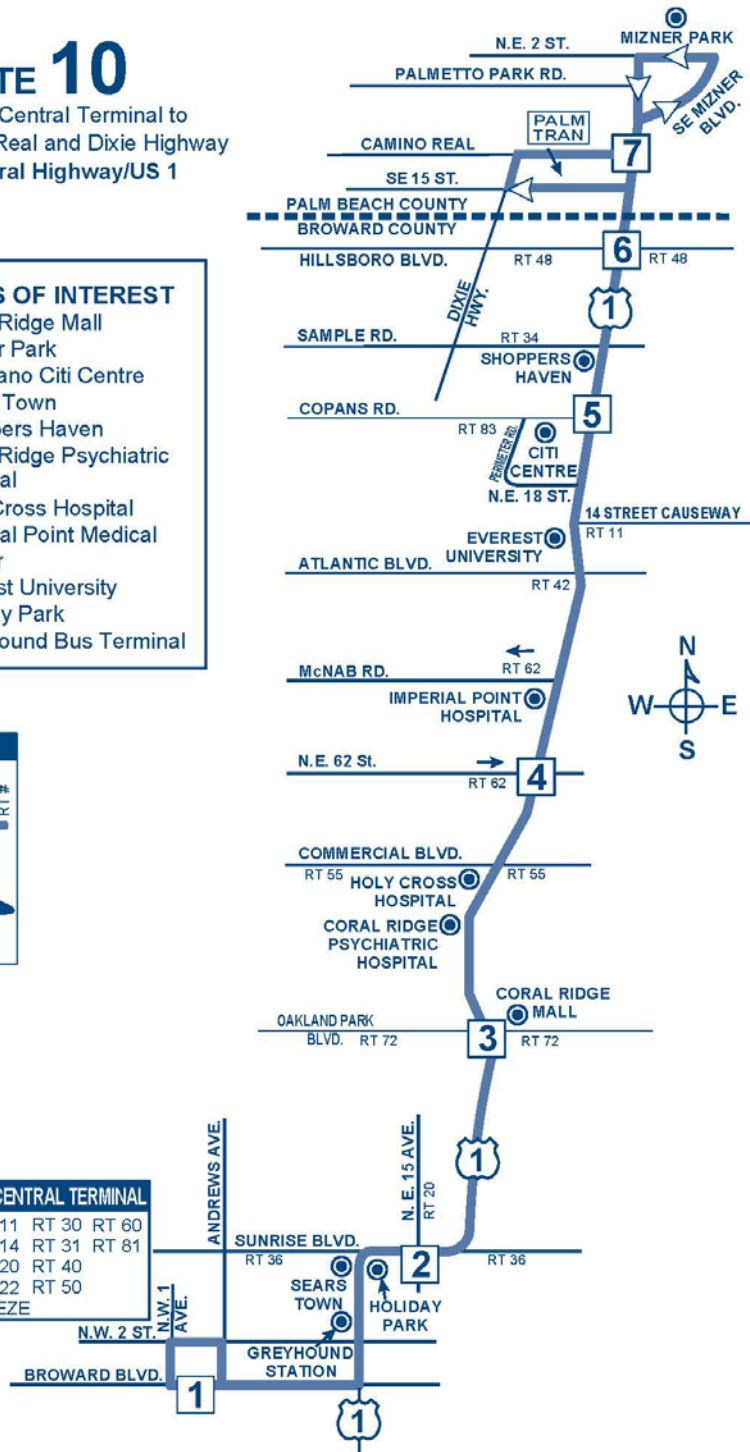 TE 10
Central Terminal to
Real and Dixie Highway
ral Highway/US 1
S OF INTEREST
Ridge Mall
r Park
ano Citi Centre
Town
pers Haven
Ridge Psychiatric
al
Cross Hospital
al Point Medical
r
st University
y Park
ound Bus Terminal
RT #
MIZNER PARK
N.E. 2 ST.
PALMETTO PARK RD.
SE MIZNER
BLVD.
PALM
TRAN
CAMINO REAL
7
SE 15 ST.
PALM BEACH COUNTY
BROWARD COUNTY
HILLSBORO BLVD.
RT 48
6
RT 48
DIXIE
HWY.
1
SAMPLE RD.
RT 34
SHOPPERS
HAVEN
COPANS RD.
5
RT 83
PERIMETER RD.
CITI
CENTRE
N.E. 18 ST.
14 STREET CAUSEWAY
RT 11
EVEREST
UNIVERSITY
ATLANTIC BLVD.
RT 42
McNAB RD.
RT 62
IMPERIAL POINT
HOSPITAL
N
W E
S
N.E. 62 St.
RT 62
4
COMMERCIAL BLVD.
RT 55
RT 55
HOLY CROSS
HOSPITAL
CORAL RIDGE
PSYCHIATRIC
HOSPITAL
CORAL RIDGE
MALL
OAKLAND PARK
BLVD. RT 72
3
RT 72
ANDREWS AVE.
N. E. 15 AVE.
RT 20
1
CENTRAL TERMINAL
11 RT 30 RT 60
14 RT 31 RT 81
20 RT 40
22 RT 50
EZE
SUNRISE BLVD.
RT 36
2
RT 36
SEARS
TOWN
HOLIDAY
PARK
N.W. 1
AVE.
N.W. 2 ST.
GREYHOUND
STATION
BROWARD BLVD.
1
1